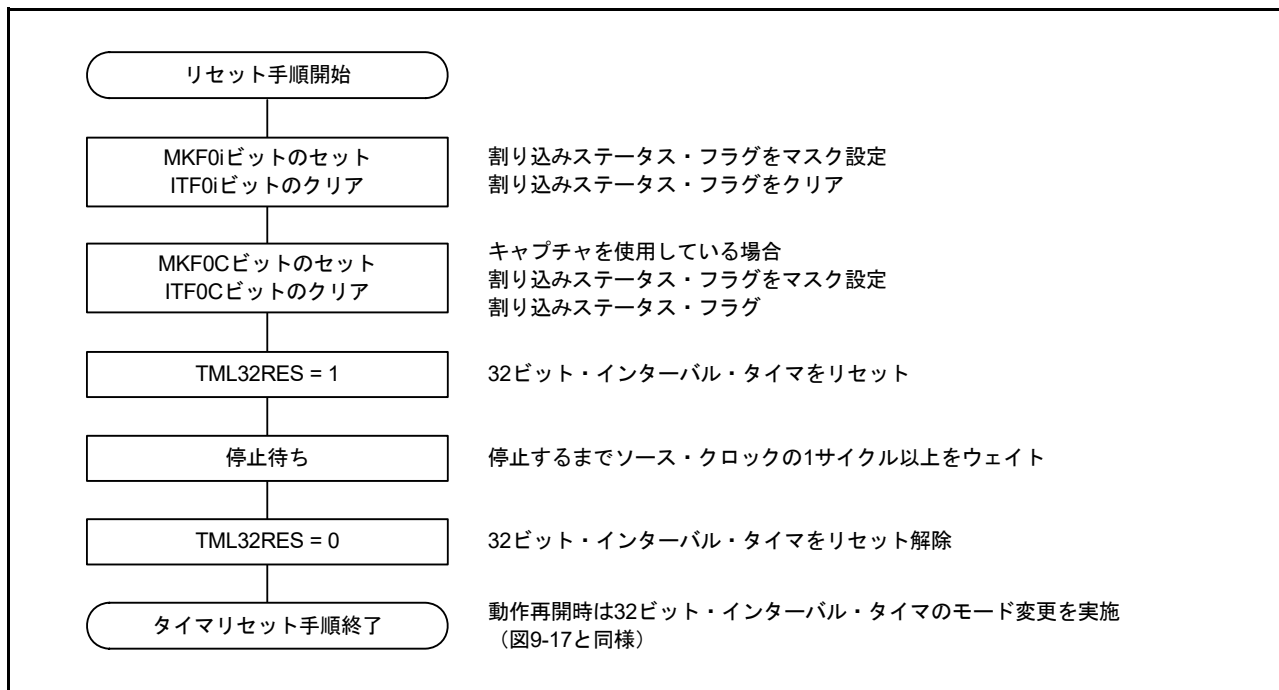 リセット手順開始
MKF0iビットのセット
ITF0iビットのクリア
割り込みステータス・フラグをマスク設定
割り込みステータス・フラグをクリア
MKF0Cビットのセット
ITF0Cビットのクリア
キャプチャを使用している場合
割り込みステータス・フラグをマスク設定
割り込みステータス・フラグ
TML32RES = 1
32ビット・インターバル・タイマをリセット
停止待ち
停止するまでソース・クロックの1サイクル以上をウェイト
TML32RES = 0
32ビット・インターバル・タイマをリセット解除
タイマリセット手順終了
動作再開時は32ビット・インターバル・タイマのモード変更を実施
（図9-17と同様）